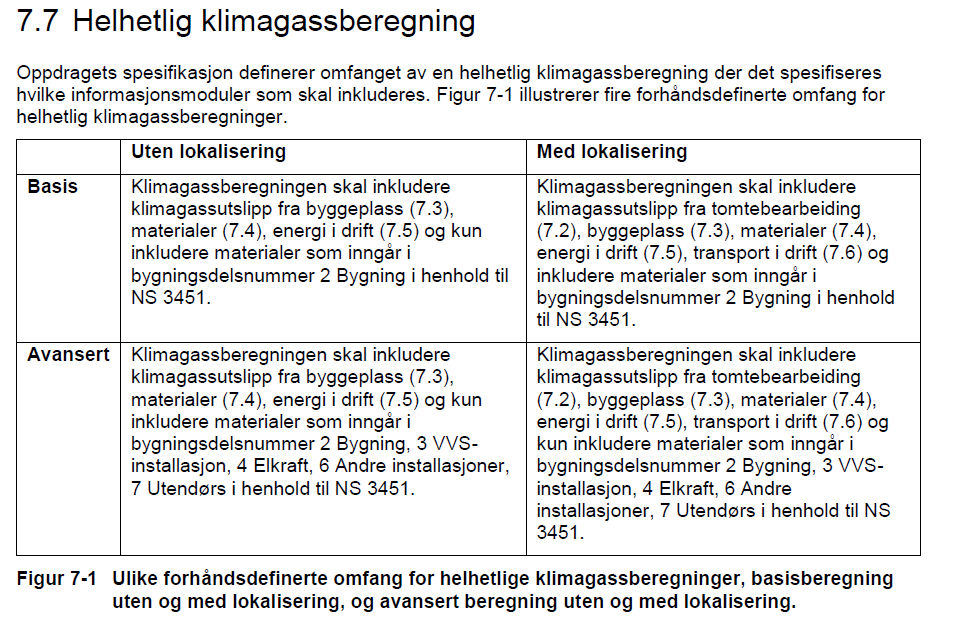 7.7 Helhetlig klimagassberegning
Oppdragets spesifikasjon definerer omfanget av en helhetlig klimagassberegning der det spesifiseres
hvilke informasjonsmoduler som skal inkluderes. Figur 7-1 illustrerer fire forhåndsdefinerte omfang for
helhetlig klimagassberegninger.
Uten lokalisering
Med lokalisering
Basis
Klimagassberegningen skal inkludere
klimagassutslipp fra byggeplass (7.3),
materialer (7.4), energi i drift (7.5) og kun
inkludere materialer som inngår i
bygningsdelsnummer 2 Bygning i henhold til
NS 3451.
Klimagassberegningen skal inkludere
klimagassutslipp fra tomtebearbeiding
(7.2), byggeplass (7.3), materialer (7.4),
energi i drift (7.5), transport i drift (7.6) og
inkludere materialer som inngår i
bygningsdelsnummer 2 Bygning i henhold
til NS 3451.
Avansert
Klimagassberegningen skal inkludere
klimagassutslipp fra byggeplass (7.3),
materialer (7.4), energi i drift (7.5) og kun
inkludere materialer som inngår i
bygningsdelsnummer 2 Bygning, 3 VVS-
installasjon, 4 Elkraft, 6 Andre installasjoner,
7 Utendørs i henhold til NS 3451.
Klimagassberegningen skal inkludere
klimagassutslipp fra tomtebearbeiding
(7.2), byggeplass (7.3), materialer (7.4),
energi i drift (7.5), transport i drift (7.6) og
kun inkludere materialer som inngår i
bygningsdelsnummer 2 Bygning, 3 VVS-
installasjon, 4 Elkraft, 6 Andre
installasjoner, 7 Utendørs i henhold til NS
3451.
Figur 7-1 Ulike forhåndsdefinerte omfang for helhetlige klimagassberegninger, basisberegning
uten og med lokalisering, og avansert beregning uten og med lokalisering.